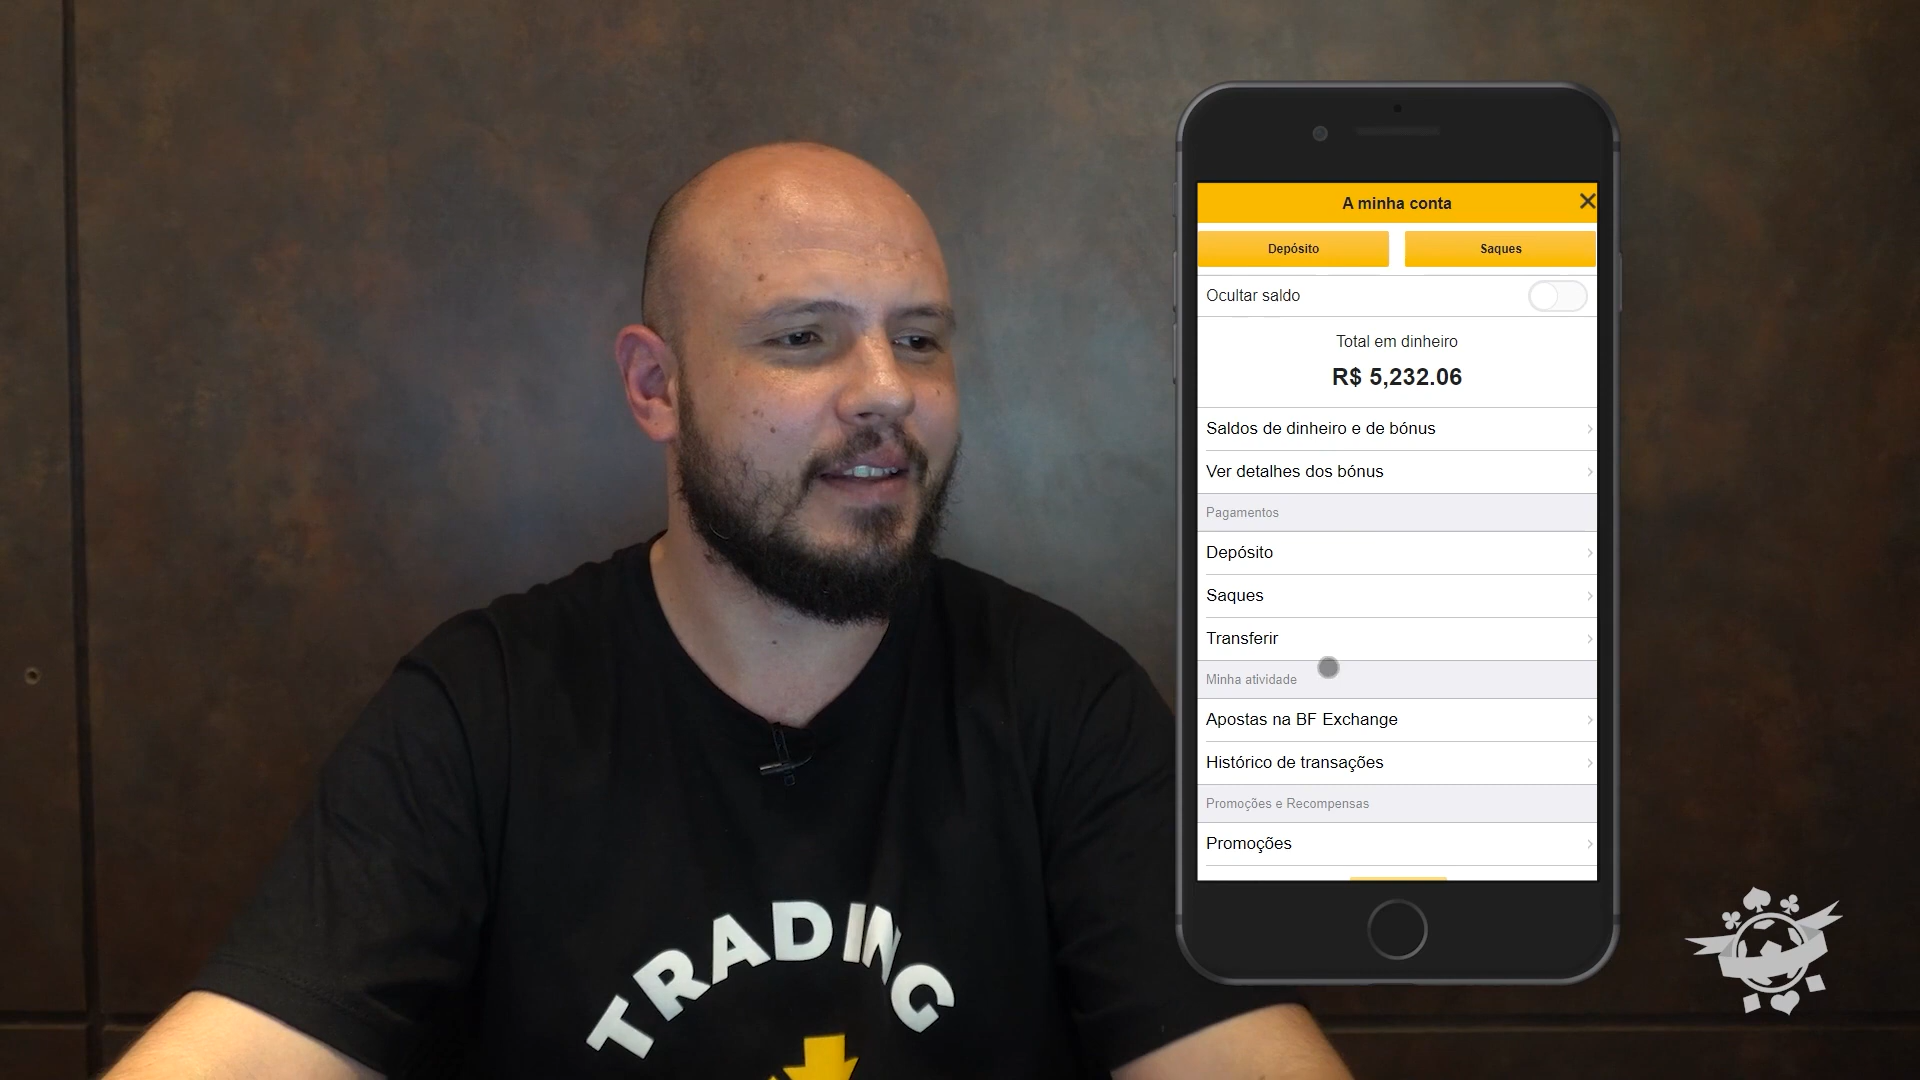 A minha conta
Depósito
Saques
Ocultar saldo
Total em dinheiro
R$ 5,232.06
Saldos de dinheiro e de bónus
Ver detalhes dos bónus
Pagamentos
Depósito
Saques
Transferir
Minha atividade
Apostas na BF Exchange
Histórico de transações
Promoções e Recompensas
Promoções
TRADING